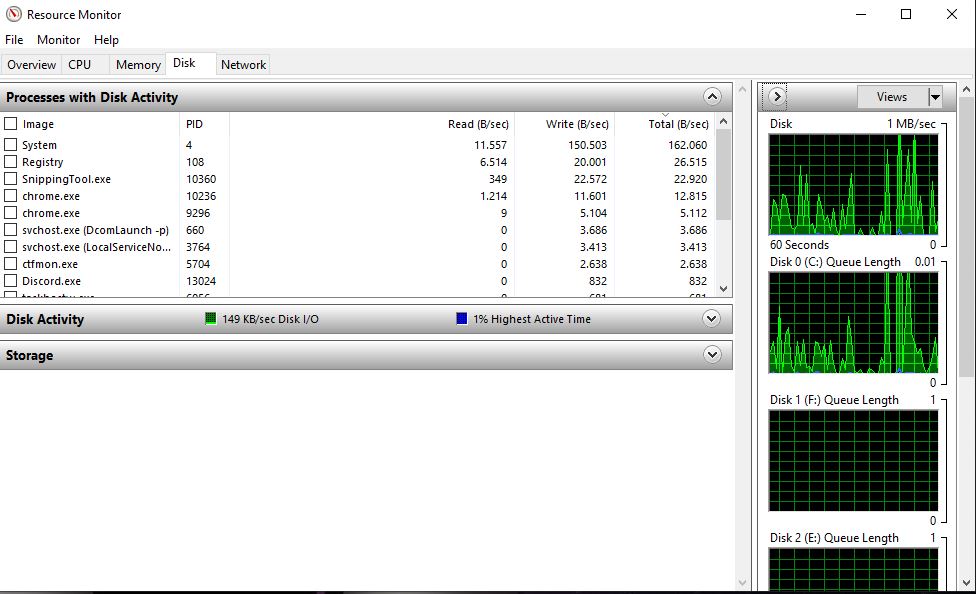 Resource Monitor
File Monitor Help
Overview CPU Memory Disk Network
Processes with Disk Activity
Image PID Read (B/sec) Write (B/sec) Total (B/sec)
System 4 11.557 150.503 162.060
Registry 108 6.514 20.001 26.515
SnippingTool.exe 10360 349 22.572 22.920
chrome.exe 10236 1.214 11.601 12.815
chrome.exe 9296 9 5.104 5.112
svchost.exe (DcomLaunch -p) 660 0 3.686 3.686
svchost.exe (LocalServiceNo... 3764 0 3.413 3.413
ctfmon.exe 5704 0 2.638 2.638
Discord.exe 13024 0 832 832
Disk Activity 149 KB/sec Disk I/O 1% Highest Active Time
Storage
Views
Disk 1 MB/sec
60 Seconds 0
Disk 0 (C:) Queue Length 0.01
0
Disk 1 (F:) Queue Length 1
0
Disk 2 (E:) Queue Length 1